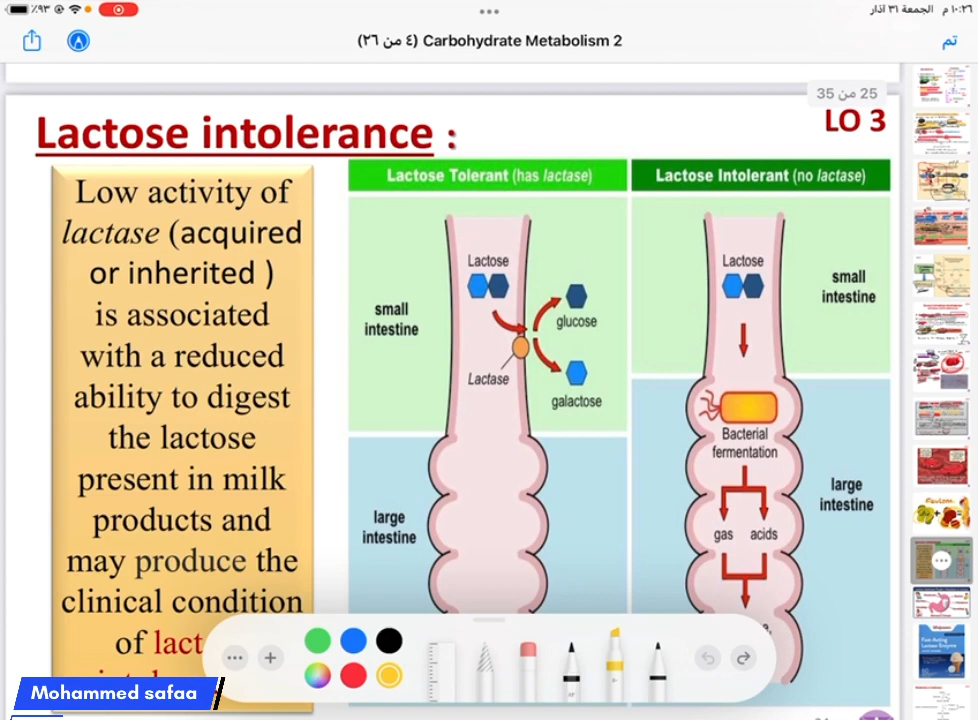 ٪٩٣
١٠:٢٦ م الجمعة ٣١ آذار
Carbohydrate Metabolism 2 (٤ من ٢٦)
تم
25 من 35
LO 3
Lactose intolerance :
Low activity of
lactase (acquired
or inherited )
is associated
with a reduced
ability to digest
the lactose
present in milk
products and
may produce the
clinical condition
of lact
Lactose Tolerant (has lactase)
Lactose
glucose
small
intestine
Lactase
galactose
large
intestine
Lactose Intolerant (no lactase)
Lactose
small
intestine
Bacterial
fermentation
large
intestine
gas acids
Mohammed safaa